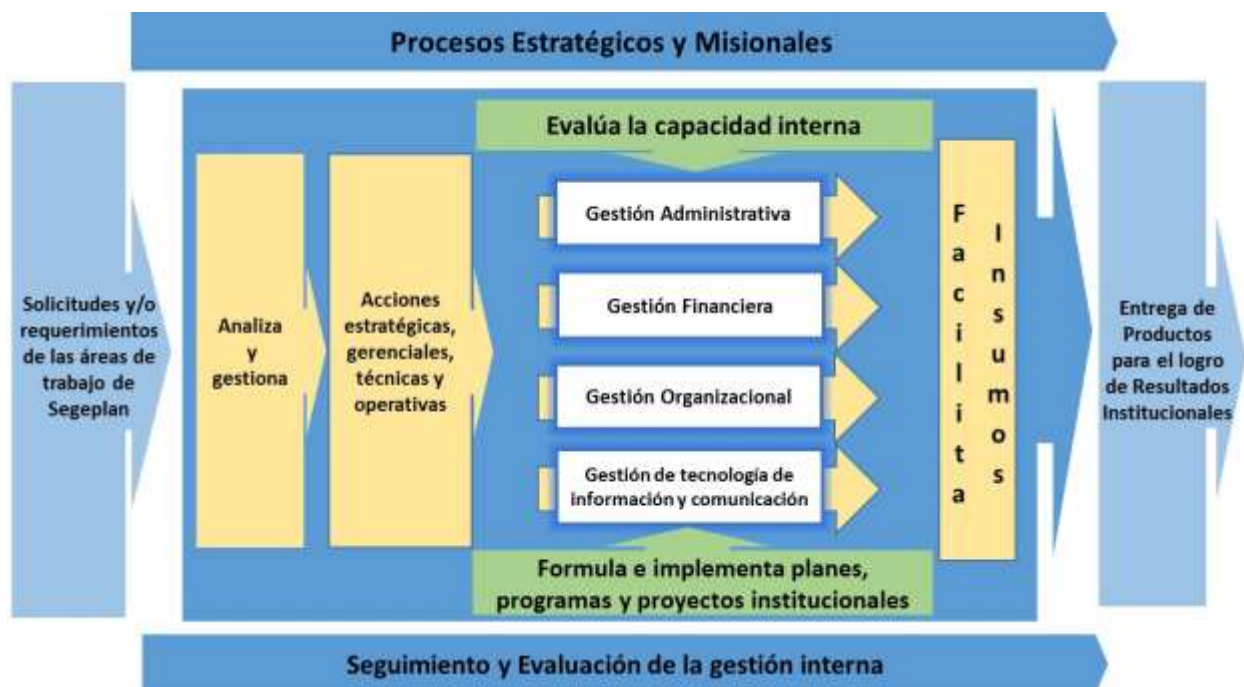 Procesos Estratégicos y Misionales
Solicitudes y/o
requerimientos
de las áreas de
trabajo de
Segeplan
Analiza
y
gestiona
Acciones
estratégicas,
gerenciales,
técnicas y
operativas
Evalúa la capacidad interna
Gestión Administrativa
Gestión Financiera
Gestión Organizacional
Gestión de tecnología de
información y comunicación
Formula e implementa planes,
programas y proyectos institucionales
Facilita
Insumos
Entrega de
Productos
para el logro
de Resultados
Institucionales
Seguimiento y Evaluación de la gestión interna